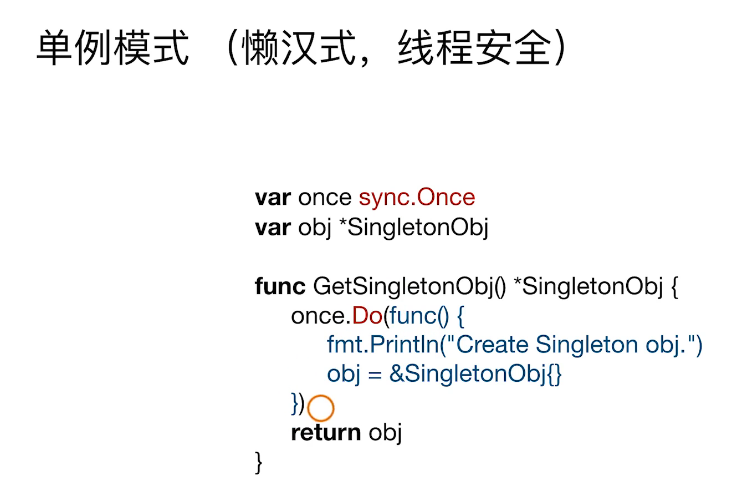 单例模式 （懒汉式，线程安全）
var once sync.Once
var obj *SingletonObj
func GetSingletonObj() *SingletonObj {
once.Do(func() {
fmt.Println("Create Singleton obj.")
obj = &SingletonObj{}
})
return obj
}